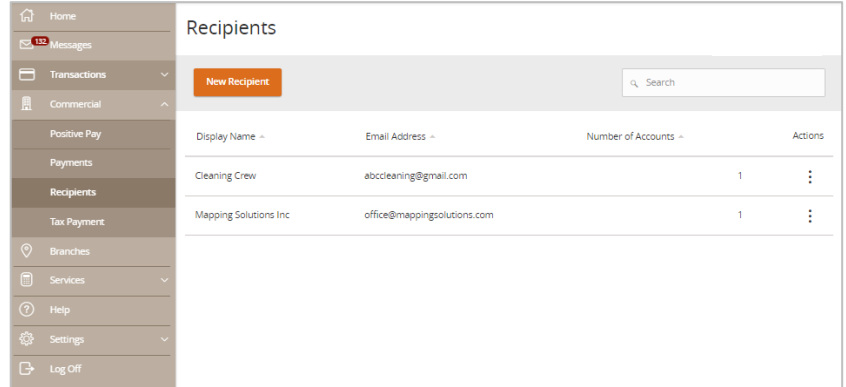 Home
132
Messages
Transactions
Commercial
Positive Pay
Payments
Recipients
Tax Payment
Branches
Services
Help
Settings
Log Off
Recipients
New Recipient
Search
Display Name Email Address Number of Accounts Actions
Cleaning Crew abccleaning@gmail.com 1
Mapping Solutions Inc office@mappingsolutions.com 1